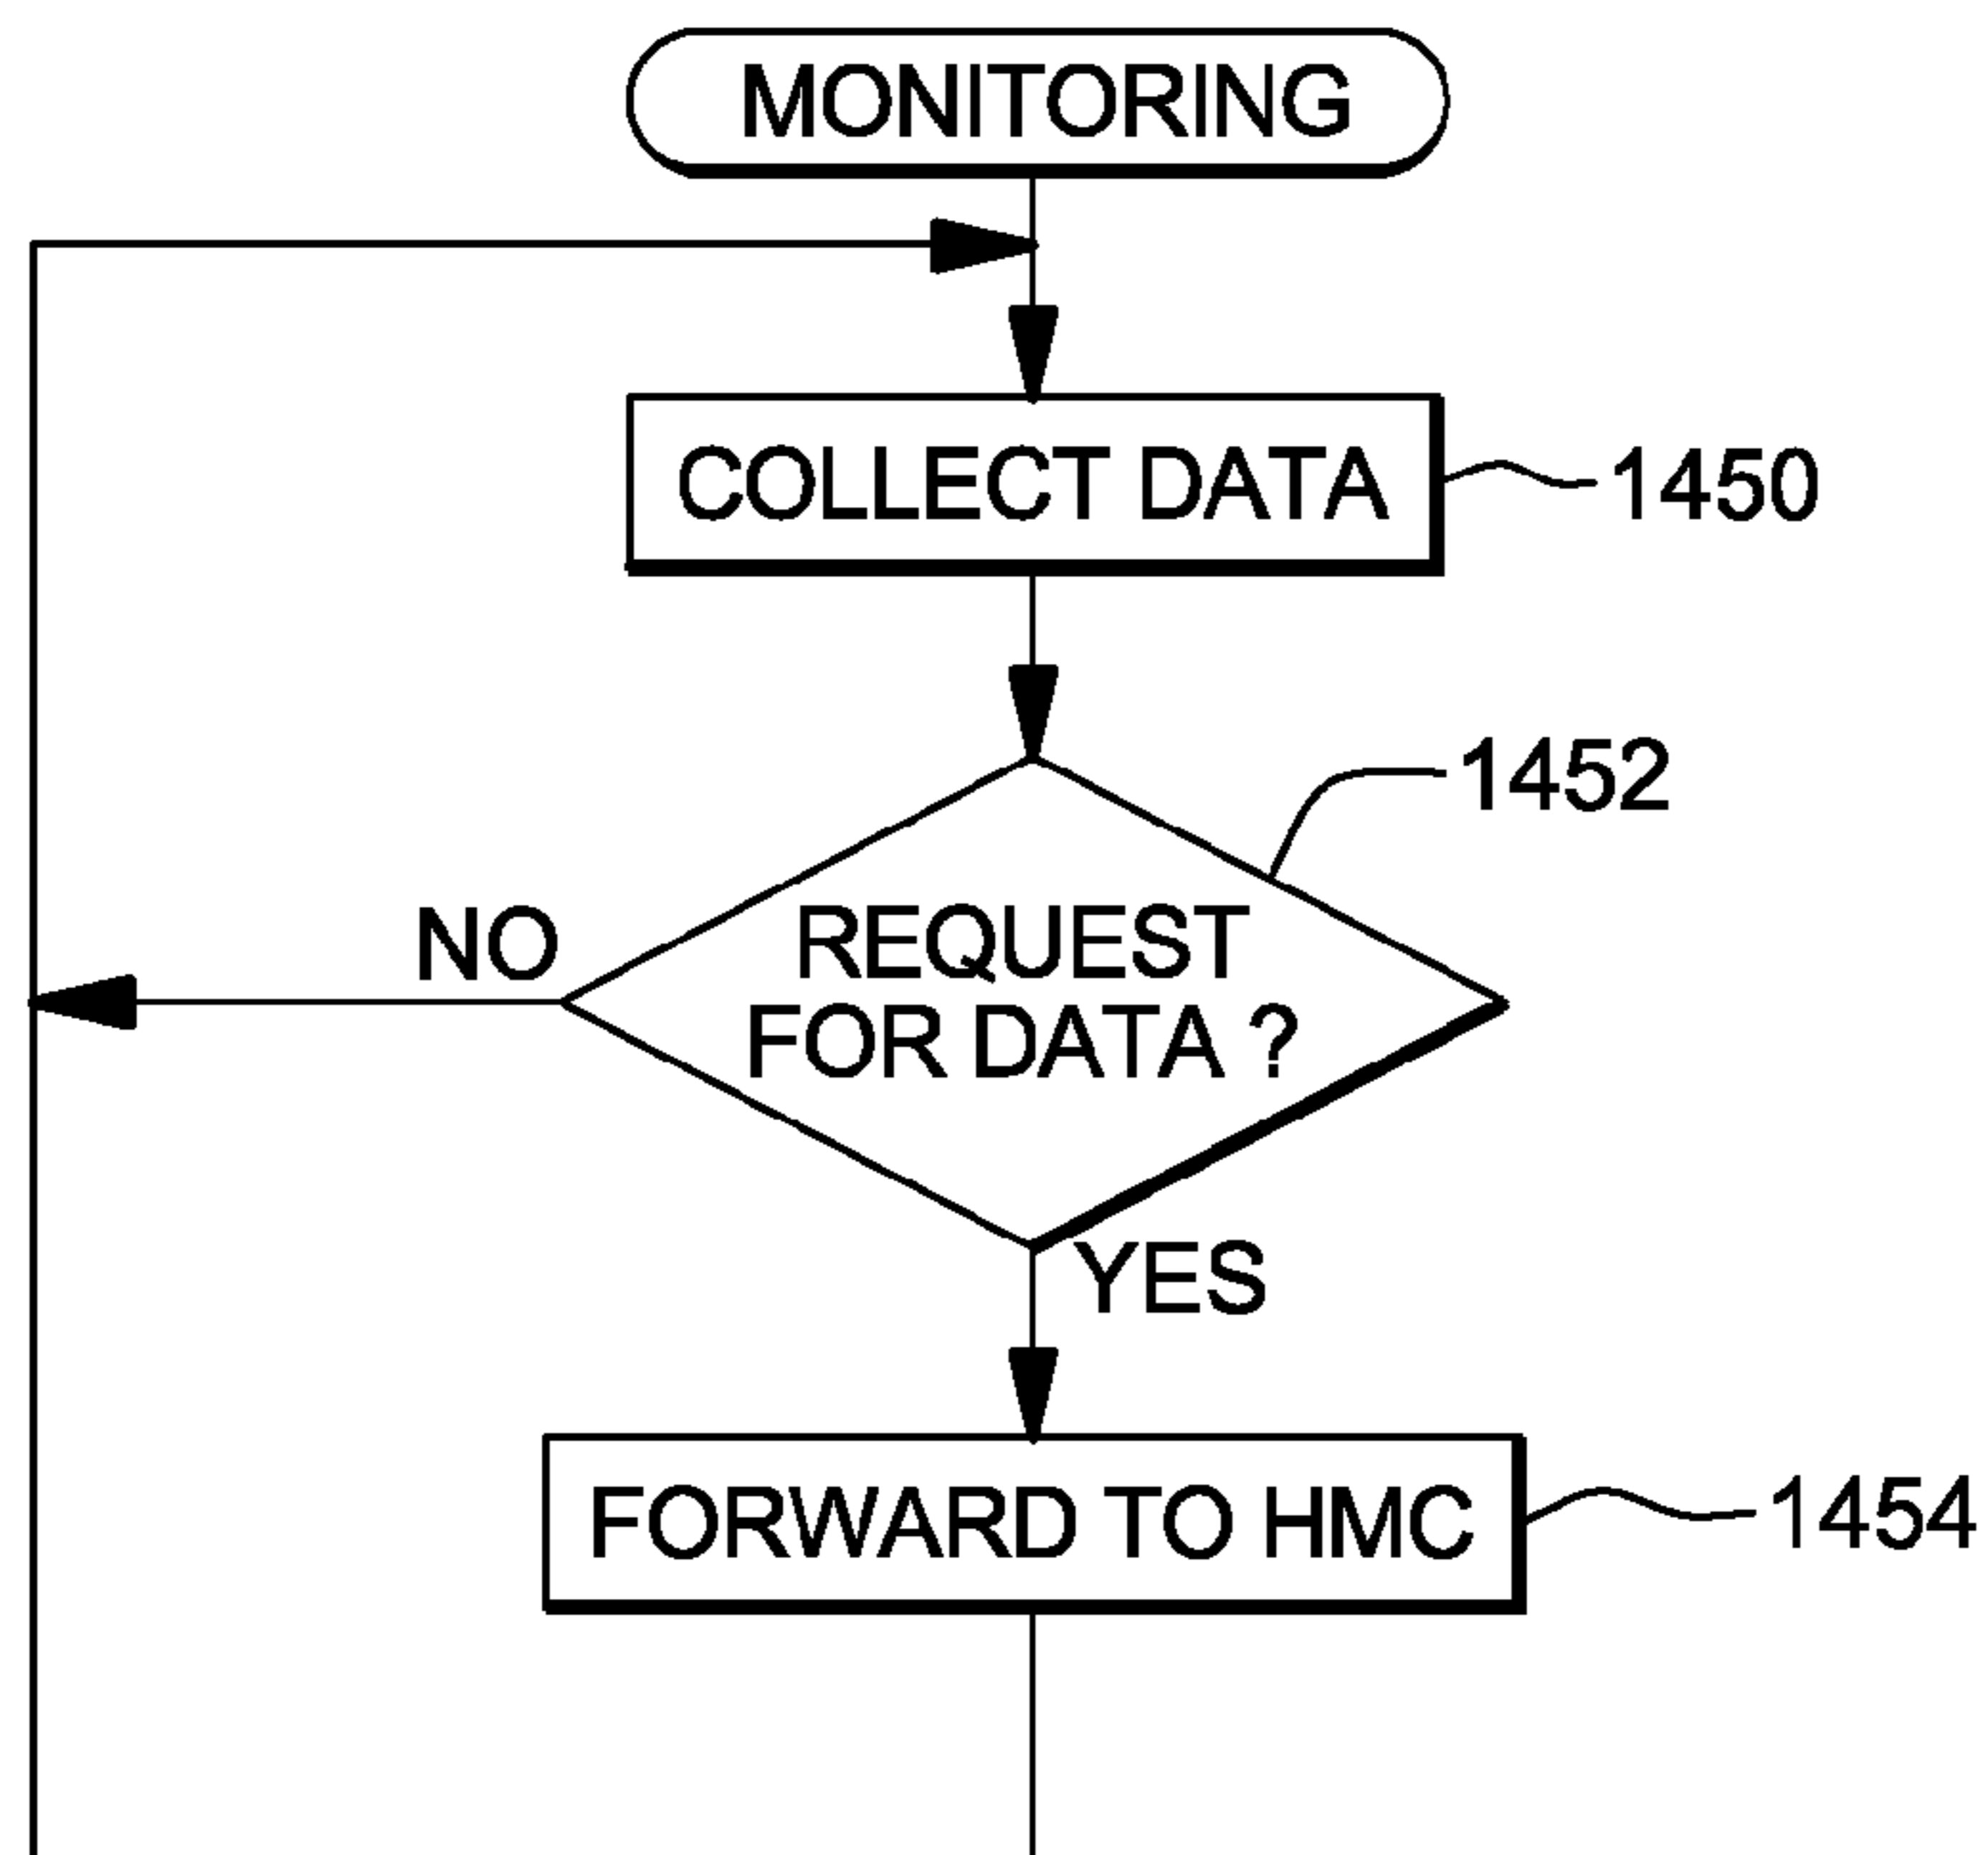 MONITORING
COLLECT DATA
1450
1452
NO
REQUEST
FOR DATA ?
YES
FORWARD TO HMC
1454